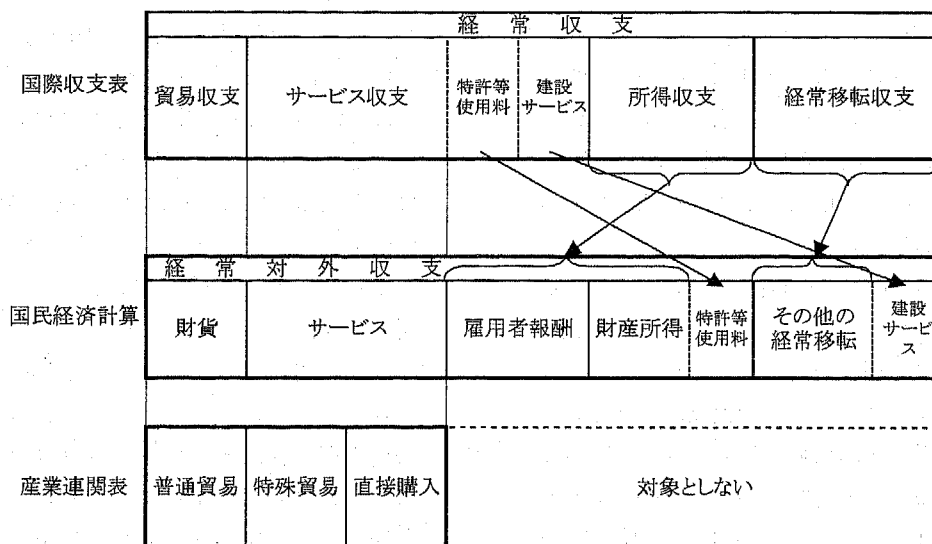 経常収支
国際収支表
貿易収支
サービス収支
特許等
使用料
建設
サービス
所得収支
経常移転収支
経常対外収支
国民経済計算
財貨
サービス
雇用者報酬
財産所得
特許等
使用料
その他の
経常移転
建設
サービ
ス
産業連関表
普通貿易
特殊貿易
直接購入
対象としない